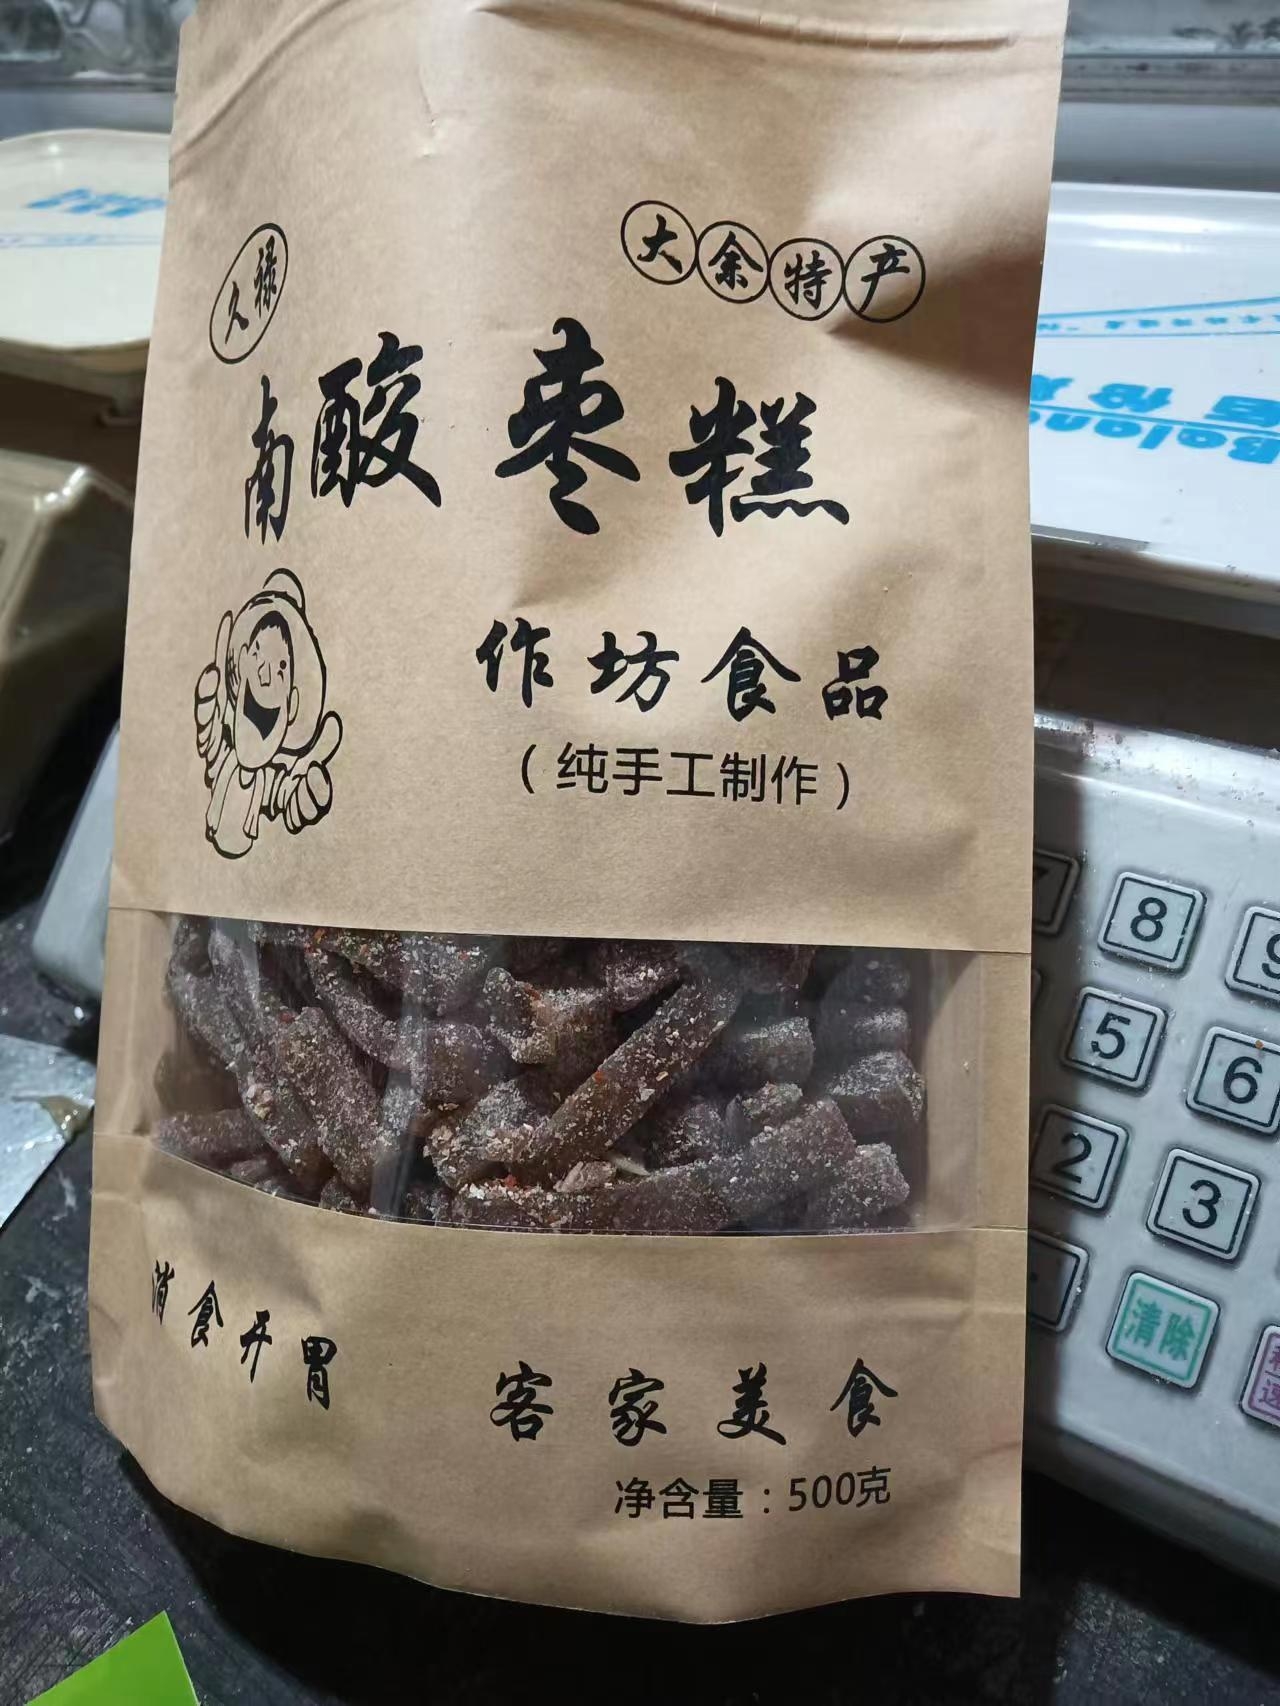 久禄
大余特产
南酸枣糕
作坊食品
（纯手工制作）
消食开胃
客家美食
净含量：500克
7
8
9
5
6
2
3
清除